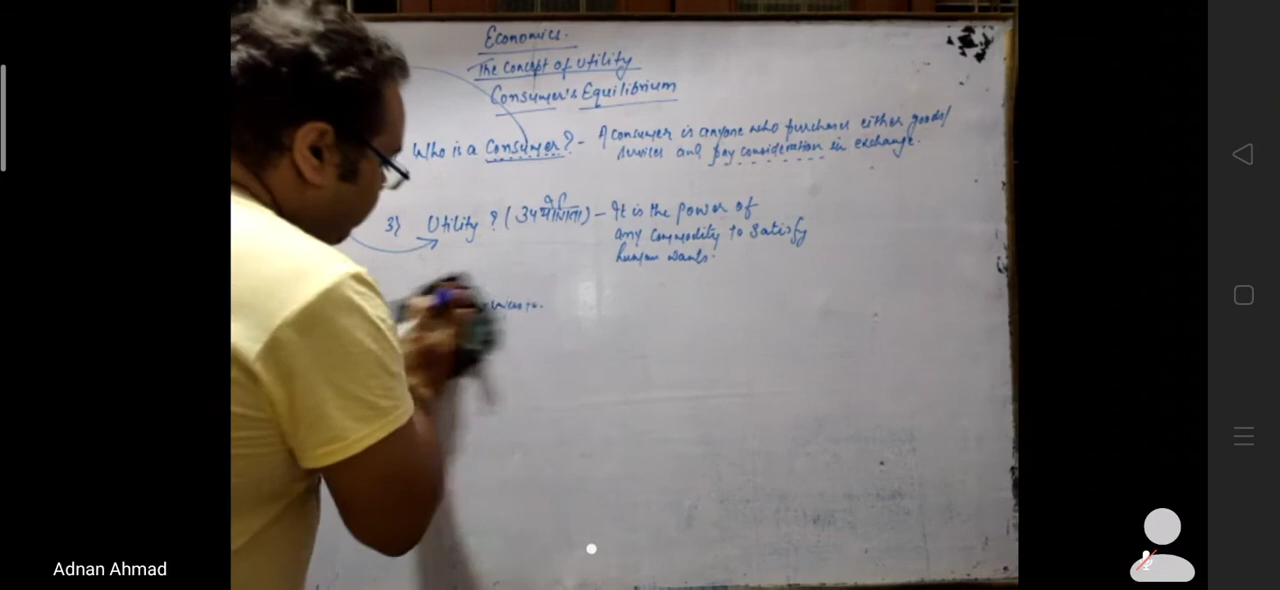 Economics.
The Concept of Utility
Consumer's Equilibrium
Who is a Consumer? - A consumer is anyone who purchases either goods/
services and pay consideration in exchange.
3) Utility ? (उपयोगिता) - It is the power of
any commodity to satisfy
human wants.
Adnan Ahmad